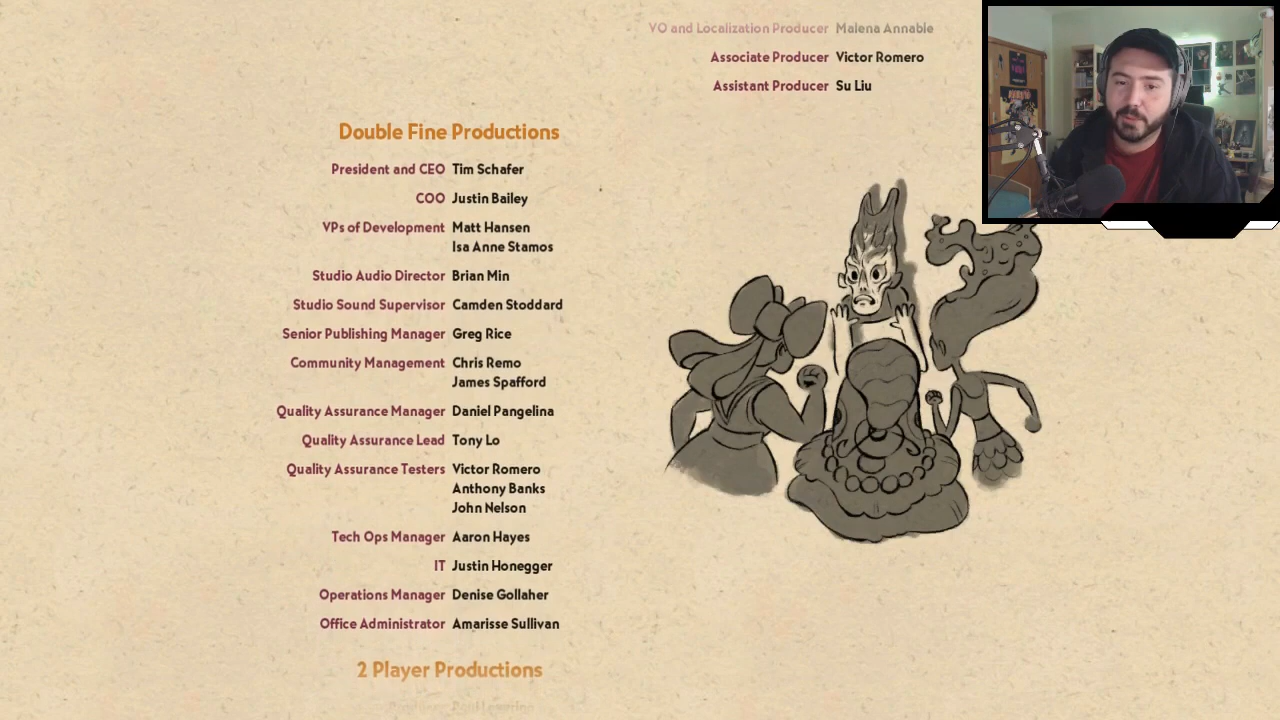 VO and Localization Producer Malena Annable
Associate Producer Victor Romero
Assistant Producer Su Liu
Double Fine Productions
President and CEO Tim Schafer
COO Justin Bailey
VPs of Development Matt Hansen
Isa Anne Stamos
Studio Audio Director Brian Min
Studio Sound Supervisor Camden Stoddard
Senior Publishing Manager Greg Rice
Community Management Chris Remo
James Spafford
Quality Assurance Manager Daniel Pangelina
Quality Assurance Lead Tony Lo
Quality Assurance Testers Victor Romero
Anthony Banks
John Nelson
Tech Ops Manager Aaron Hayes
IT Justin Honegger
Operations Manager Denise Gollaher
Office Administrator Amarisse Sullivan
2 Player Productions